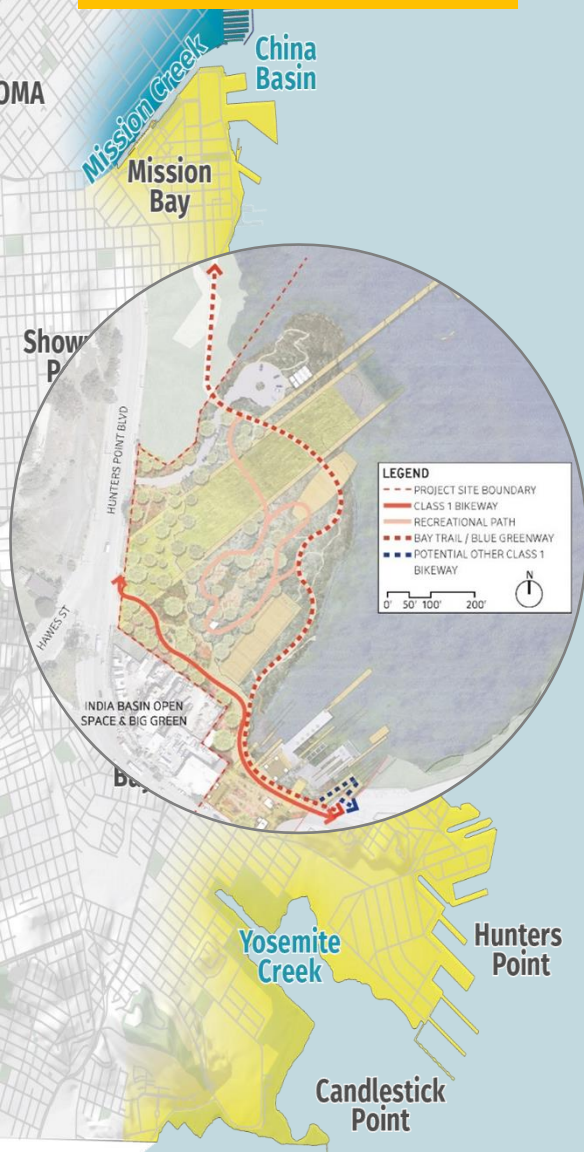 China
Basin
OMA
Mission Creek
Mission
Bay
Show
P
HUNTERS POINT BLVD
LEGEND
PROJECT SITE BOUNDARY
CLASS 1 BIKEWAY
RECREATIONAL PATH
BAY TRAIL / BLUE GREENWAY
POTENTIAL OTHER CLASS 1
BIKEWAY
N
0' 50' 100' 200'
HAWES ST
INDIA BASIN OPEN
SPACE & BIG GREEN
Bay
Yosemite
Creek
Hunters
Point
Candlestick
Point